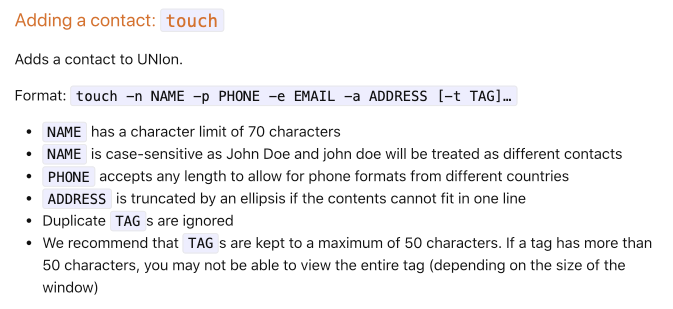 Adding a contact: touch
Adds a contact to UNIon.
Format: touch -n NAME -p PHONE -e EMAIL -a ADDRESS [-t TAG]…
• NAME has a character limit of 70 characters
• NAME is case-sensitive as John Doe and john doe will be treated as different contacts
• PHONE accepts any length to allow for phone formats from different countries
• ADDRESS is truncated by an ellipsis if the contents cannot fit in one line
• Duplicate TAG s are ignored
• We recommend that TAG s are kept to a maximum of 50 characters. If a tag has more than
50 characters, you may not be able to view the entire tag (depending on the size of the
window)